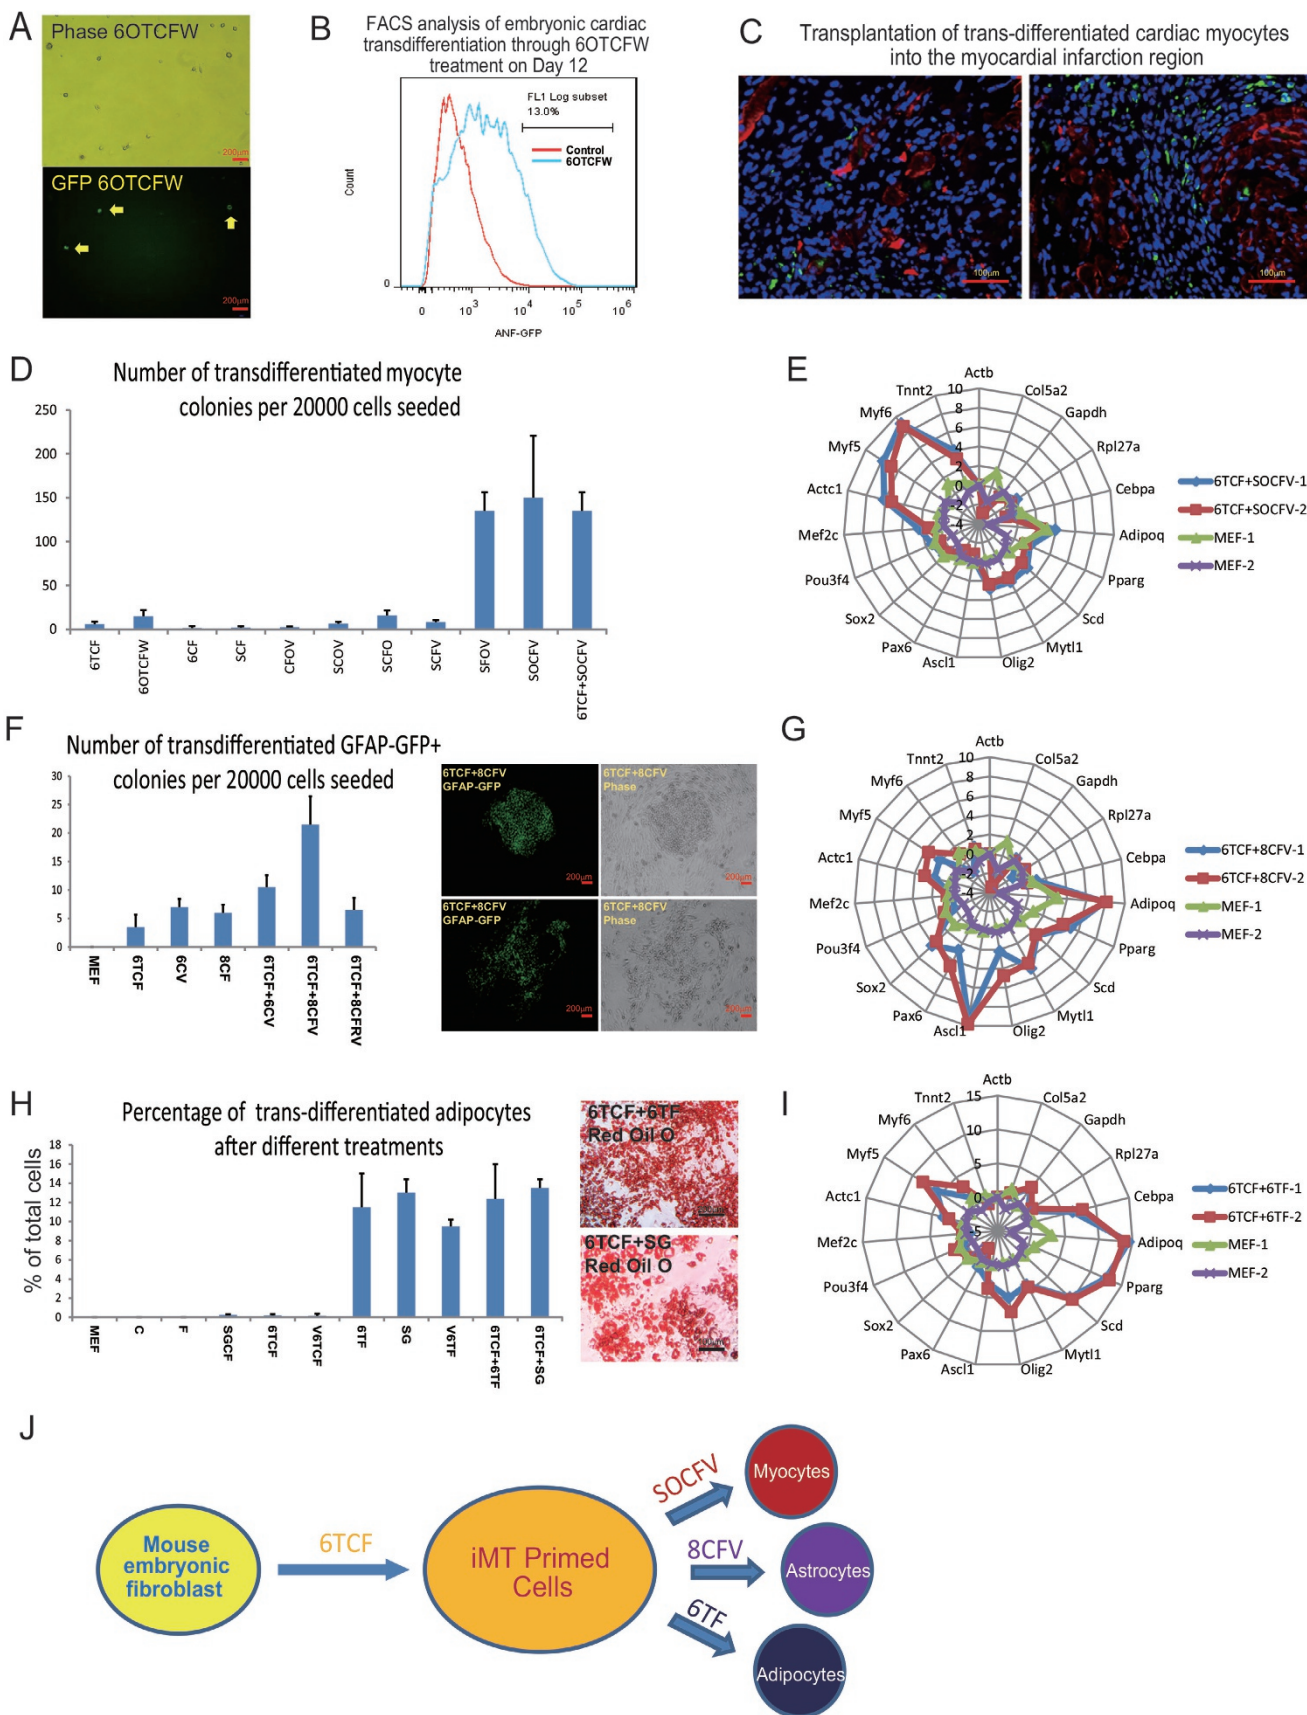 A
Phase 6OTCFW
200μm
GFP 6OTCFW
200μm
B
FACS analysis of embryonic cardiac
transdifferentiation through 6OTCFW
treatment on Day 12
FL1 Log subset
13.0%
Control
6OTCFW
Count
0
0 10³ 10⁴ 10⁵ 10⁶
ANF-GFP
C
Transplantation of trans-differentiated cardiac myocytes
into the myocardial infarction region
100μm
100μm
D
Number of transdifferentiated myocyte
colonies per 20000 cells seeded
250
200
150
100
50
0
6TCF
6OTCFW
6CF
SCF
CFOV
SCOV
SCFO
SCFV
SFOV
SOCFV
6TCF+SOCFV
E
Actb
Col5a2
Gapdh
Rpl27a
Cebpa
Adipoq
Pparg
Scd
Mytl1
Olig2
Ascl1
Pax6
Sox2
Pou3f4
Mef2c
Actc1
Myf5
Myf6
Tnnt2
10
8
6
4
2
0
-2
-4
6TCF+SOCFV-1
6TCF+SOCFV-2
MEF-1
MEF-2
F
Number of transdifferentiated GFAP-GFP+
colonies per 20000 cells seeded
30
25
20
15
10
5
0
MEF
6TCF
6CV
8CF
6TCF+6CV
6TCF+8CFV
6TCF+8CFRV
6TCF+8CFV
GFAP-GFP
200μm
6TCF+8CFV
Phase
200μm
6TCF+8CFV
GFAP-GFP
200μm
6TCF+8CFV
Phase
200μm
G
Actb
Col5a2
Gapdh
Rpl27a
Cebpa
Adipoq
Pparg
Scd
Mytl1
Olig2
Ascl1
Pax6
Sox2
Pou3f4
Mef2c
Actc1
Myf5
Myf6
Tnnt2
10
8
6
4
2
0
-2
-4
6TCF+8CFV-1
6TCF+8CFV-2
MEF-1
MEF-2
H
Percentage of trans-differentiated adipocytes
after different treatments
% of total cells
18
16
14
12
10
8
6
4
2
0
MEF
C
F
SGCF
6TCF
V6TCF
6TF
SG
V6TF
6TCF+6TF
6TCF+SG
6TCF+6TF
Red Oil O
6TCF+SG
Red Oil O
I
Actb
Col5a2
Gapdh
Rpl27a
Cebpa
Adipoq
Pparg
Scd
Mytl1
Olig2
Ascl1
Pax6
Sox2
Pou3f4
Mef2c
Actc1
Myf5
Myf6
Tnnt2
15
10
5
0
-5
6TCF+6TF-1
6TCF+6TF-2
MEF-1
MEF-2
J
Mouse
embryonic
fibroblast
6TCF
iMT Primed
Cells
SOCFV
Myocytes
8CFV
Astrocytes
6TF
Adipocytes